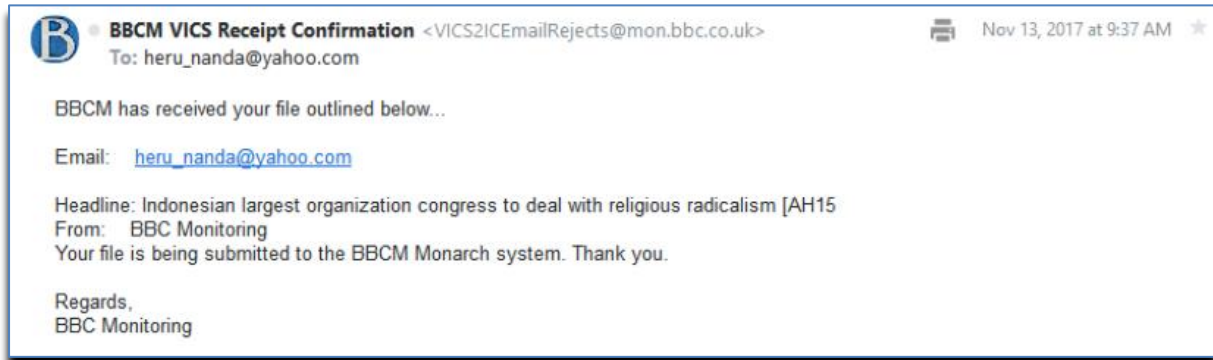 B
BBCM VICS Receipt Confirmation <VICS2ICEmailRejects@mon.bbc.co.uk> Nov 13, 2017 at 9:37 AM
To: heru_nanda@yahoo.com
BBCM has received your file outlined below...
Email: heru_nanda@yahoo.com
Headline: Indonesian largest organization congress to deal with religious radicalism [AH15
From: BBC Monitoring
Your file is being submitted to the BBCM Monarch system. Thank you.
Regards,
BBC Monitoring